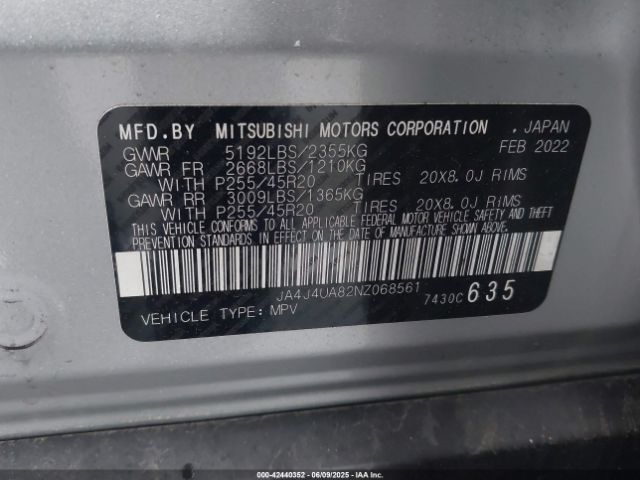 MFD.BY MITSUBISHI MOTORS CORPORATION , JAPAN
GVWR 5192LBS/2355KG FEB 2022
GAWR FR 2668LBS/1210KG
WITH P255/45R20 TIRES 20X8.0J RIMS
GAWR RR 3009LBS/1365KG
WITH P255/45R20 TIRES 20X8.0J RIMS
THIS VEHICLE CONFORMS TO ALL APPLICABLE FEDERAL MOTOR VEHICLE SAFETY AND THEFT
PREVENTION STANDARDS IN EFFECT ON THE DATE OF MANUFACTURE SHOWN ABOVE.
JA4J4UA82NZ068561 7430C 635
VEHICLE TYPE: MPV
000-42440352 | 06/09/2025 - IAA Inc.